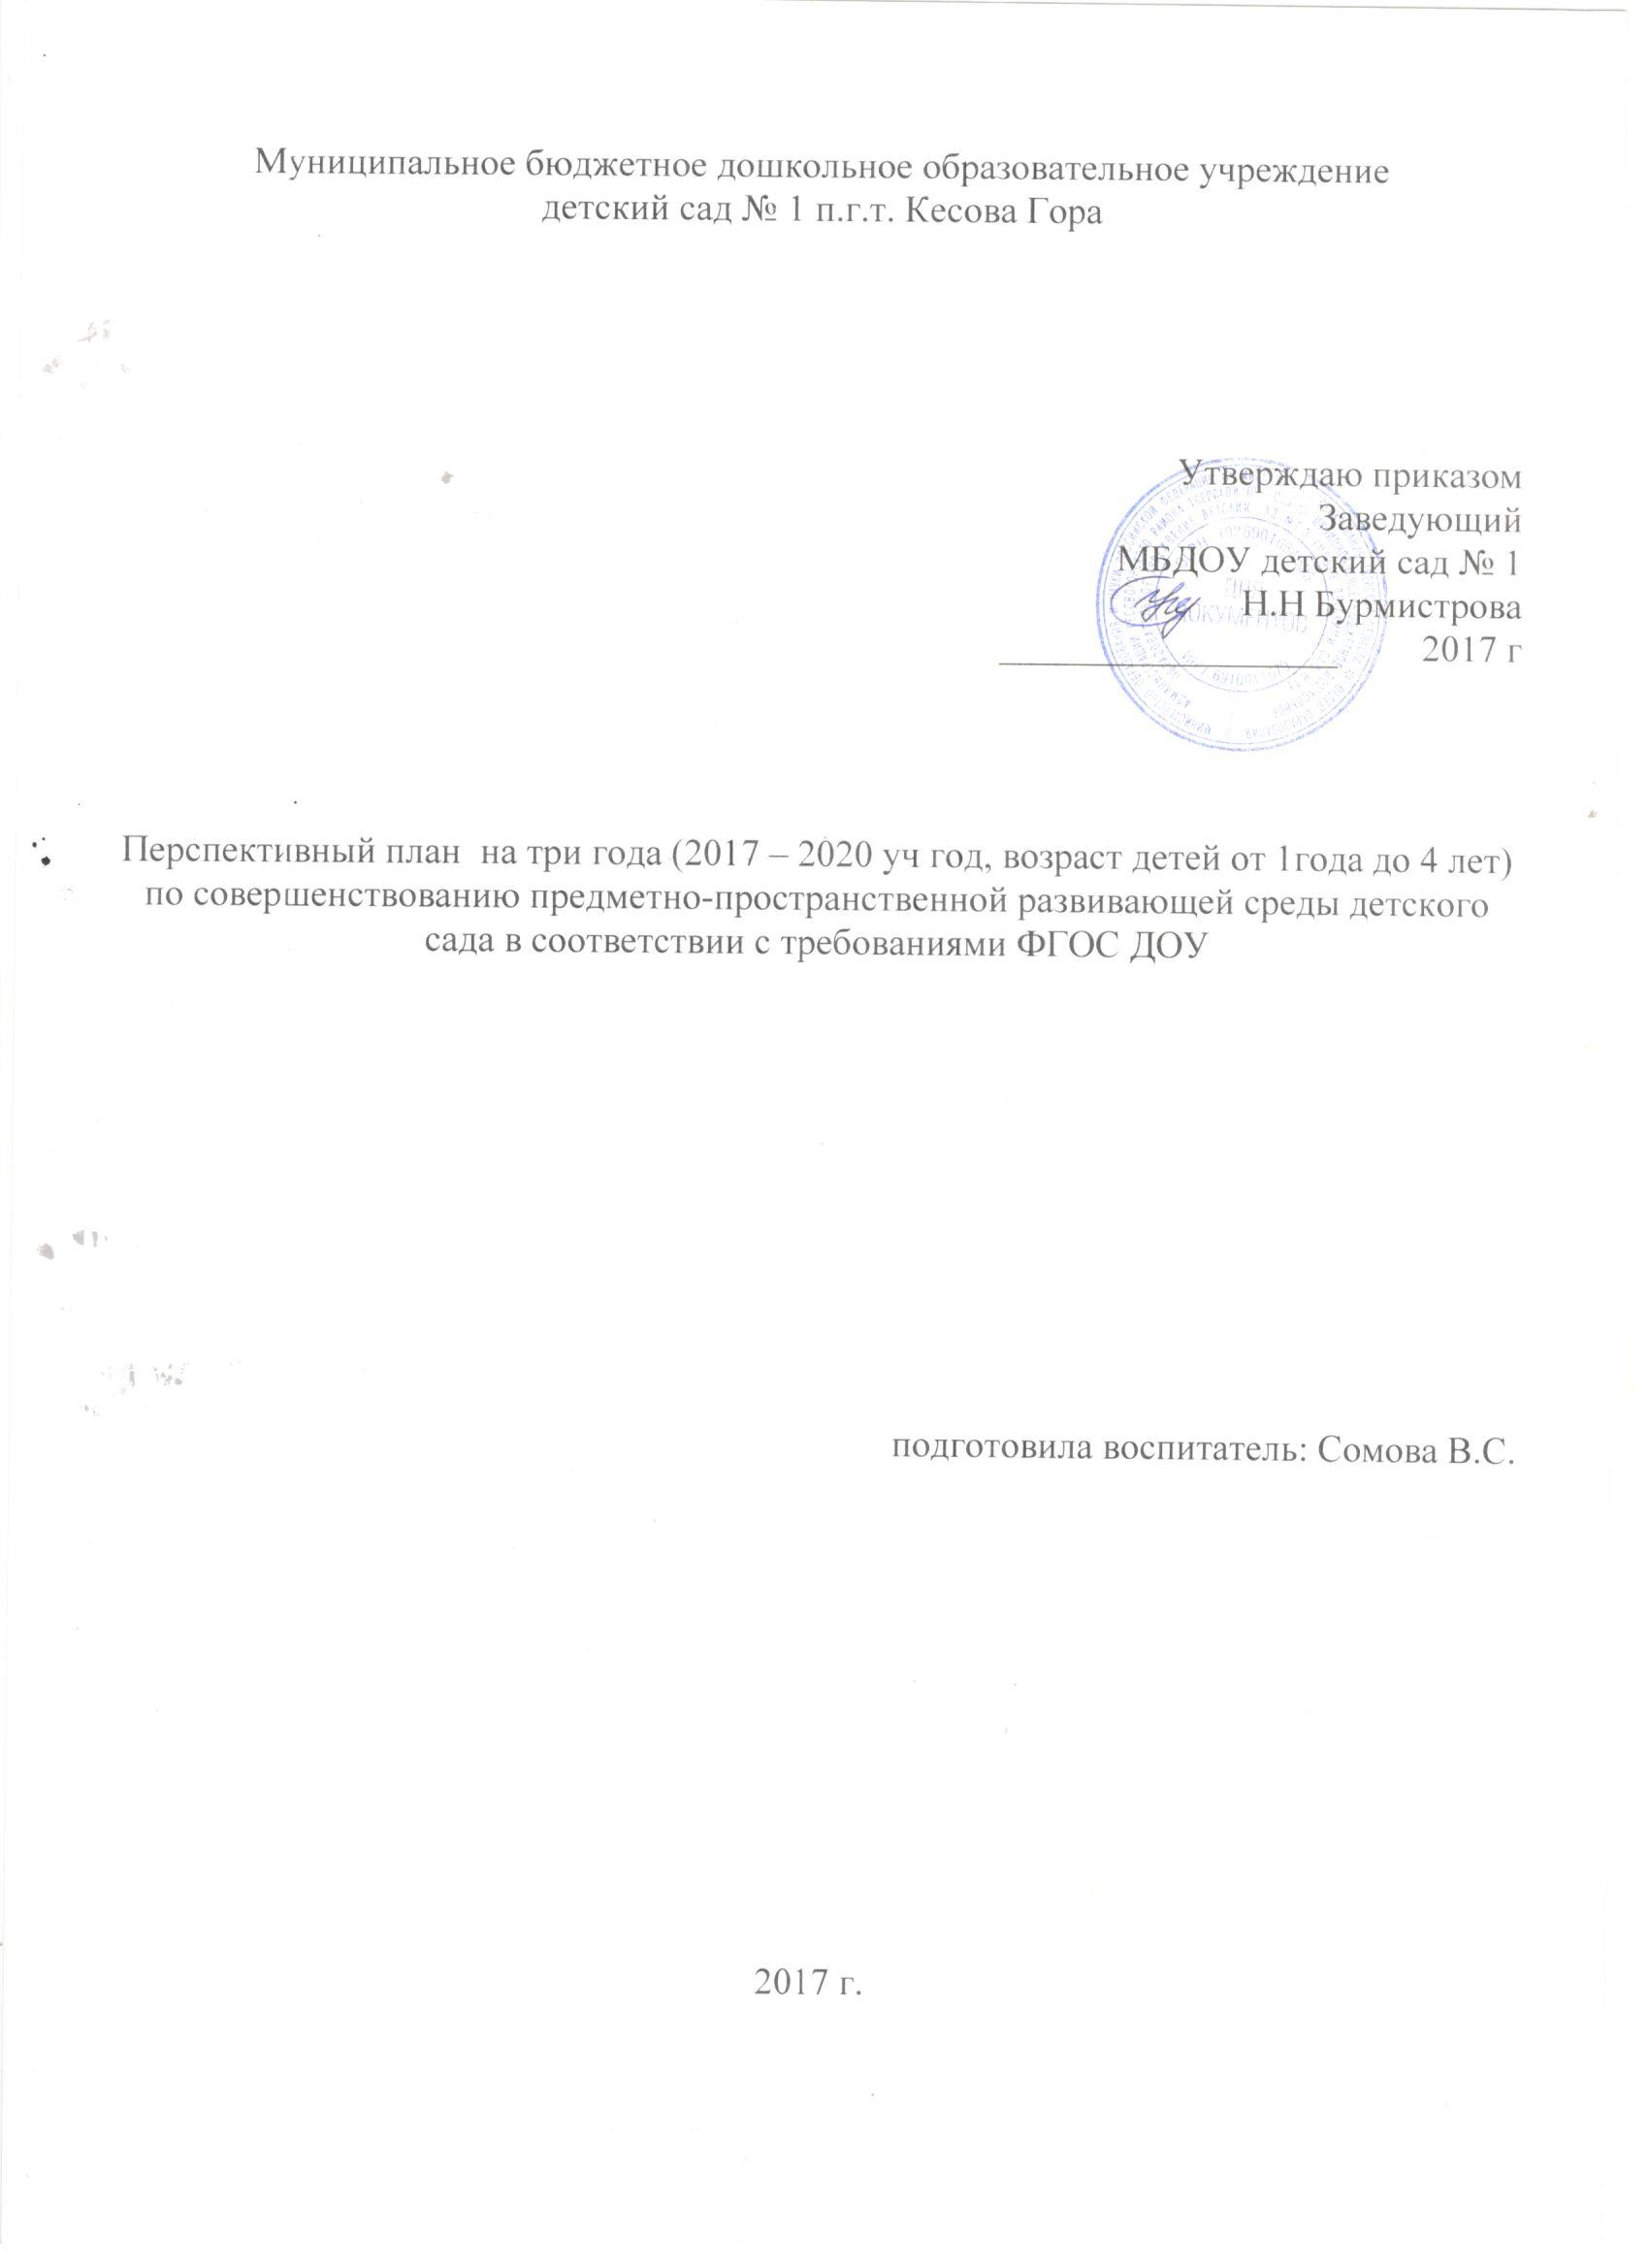 Муниципальное бюджетное дошкольное образовательное учреждение
детский сад № 1 п.г.т. Кесова Гора
Утверждаю приказом
Заведующий
МБДОУ детский сад № 1
Н.Н Бурмистрова
2017 г
Перспективный план на три года (2017 – 2020 уч год, возраст детей от 1года до 4 лет)
по совершенствованию предметно-пространственной развивающей среды детского
сада в соответствии с требованиями ФГОС ДОУ
подготовила воспитатель: Сомова В.С.
2017 г.